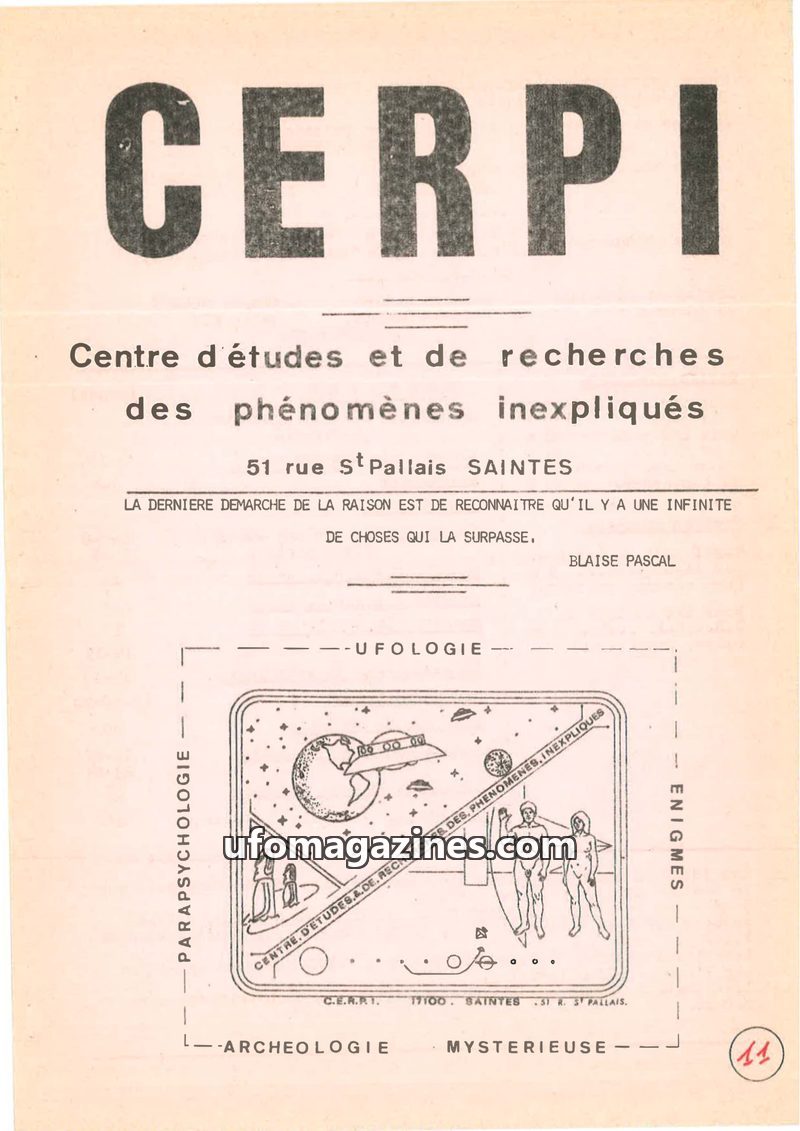 CERPI
Centre d'études et de recherches
des phénomènes inexpliqués
51 rue St Pallais SAINTES
LA DERNIERE DEMARCHE DE LA RAISON EST DE RECONNAITRE QU'IL Y A UNE INFINITE
DE CHOSES QUI LA SURPASSE.
BLAISE PASCAL
UFOLOGIE
PARAPSYCHOLOGIE
ENIGMES
CENTRE.D'ETUDES.&.DE.RECHERCHES.DES.PHENOMENES.INEXPLIQUES
ufomagazines.com
C.E.R.P.I. 17100. SAINTES .51 R. St PALLAIS.
ARCHEOLOGIE MYSTERIEUSE
11